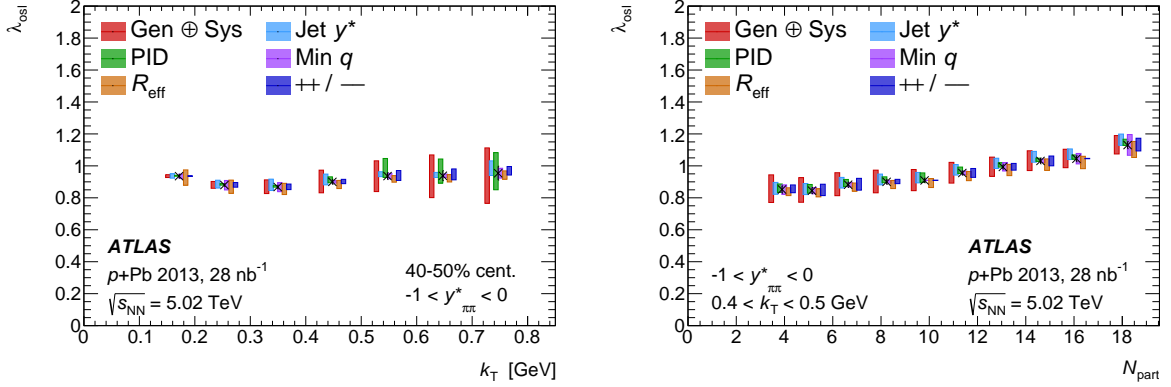 λosl
2
1.8
1.6
1.4
1.2
1
0.8
0.6
0.4
0.2
0
Gen ⊕ Sys
PID
Reff
Jet y*
Min q
++ / −−
ATLAS
p+Pb 2013, 28 nb-1
√sNN = 5.02 TeV
40-50% cent.
-1 < y*ππ < 0
0 0.1 0.2 0.3 0.4 0.5 0.6 0.7 0.8
kT [GeV]
λosl
2
1.8
1.6
1.4
1.2
1
0.8
0.6
0.4
0.2
0
Gen ⊕ Sys
PID
Reff
Jet y*
Min q
++ / −−
-1 < y*ππ < 0
0.4 < kT < 0.5 GeV
ATLAS
p+Pb 2013, 28 nb-1
√sNN = 5.02 TeV
0 2 4 6 8 10 12 14 16 18
Npart